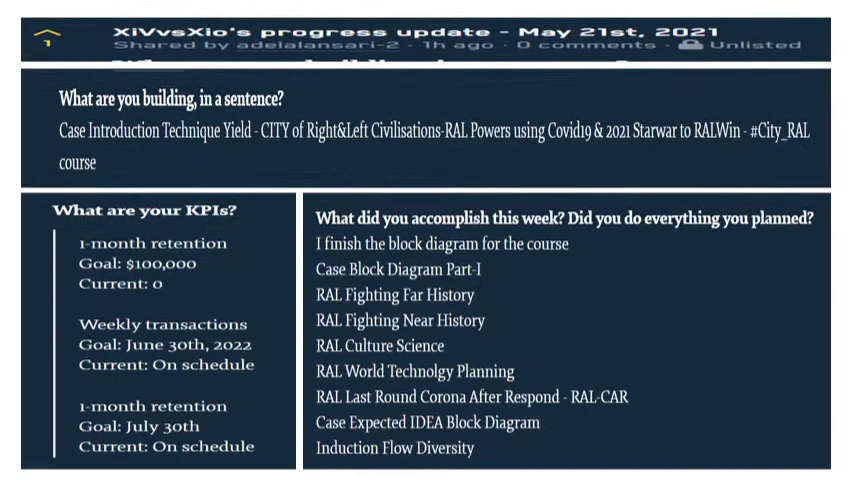 1
XiVvsXio's progress update - May 21st, 2021
Shared by adelalansari-2 · 1h ago · 0 comments · Unlisted
What are you building, in a sentence?
Case Introduction Technique Yield - CITY of Right&Left Civilisations-RAL Powers using Covid19 & 2021 Starwar to RALWin - #City_RAL
course
What are your KPIs?
1-month retention
Goal: $100,000
Current: 0
Weekly transactions
Goal: June 30th, 2022
Current: On schedule
1-month retention
Goal: July 30th
Current: On schedule
What did you accomplish this week? Did you do everything you planned?
I finish the block diagram for the course
Case Block Diagram Part-I
RAL Fighting Far History
RAL Fighting Near History
RAL Culture Science
RAL World Technolgy Planning
RAL Last Round Corona After Respond - RAL-CAR
Case Expected IDEA Block Diagram
Induction Flow Diversity